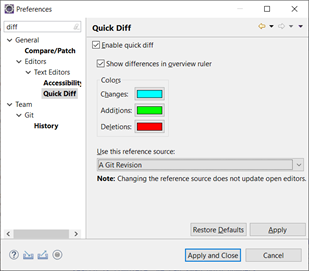 Preferences
diff
Quick Diff
General
Compare/Patch
Editors
Text Editors
Accessibility
Quick Diff
Team
Git
History
Enable quick diff
Show differences in overview ruler
Colors
Changes:
Additions:
Deletions:
Use this reference source:
A Git Revision
Note: Changing the reference source does not update open editors.
Restore Defaults
Apply
Apply and Close
Cancel